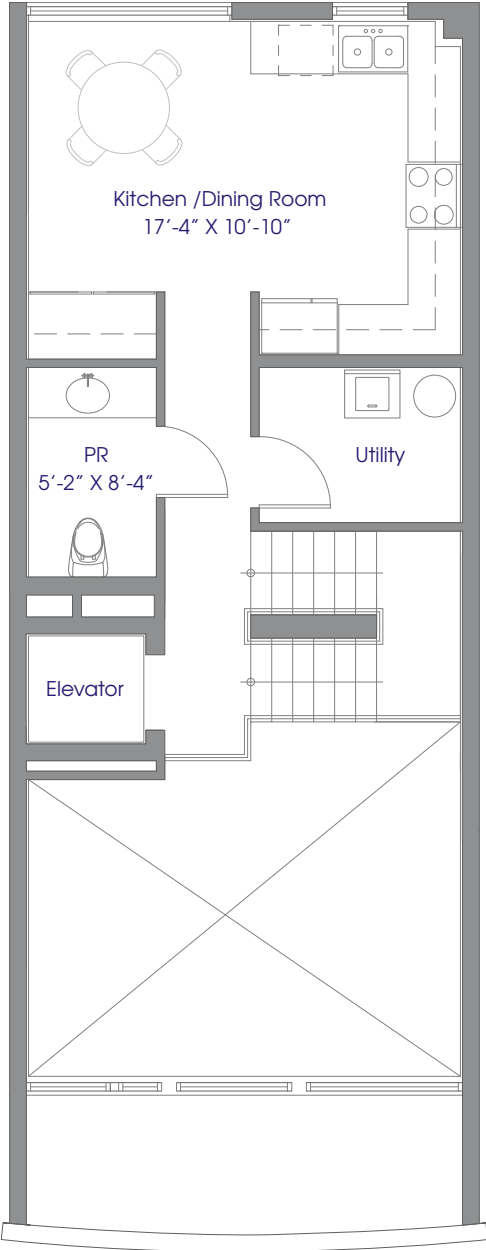 Kitchen /Dining Room
17’-4” X 10’-10”
PR
5’-2” X 8’-4”
Utility
Elevator